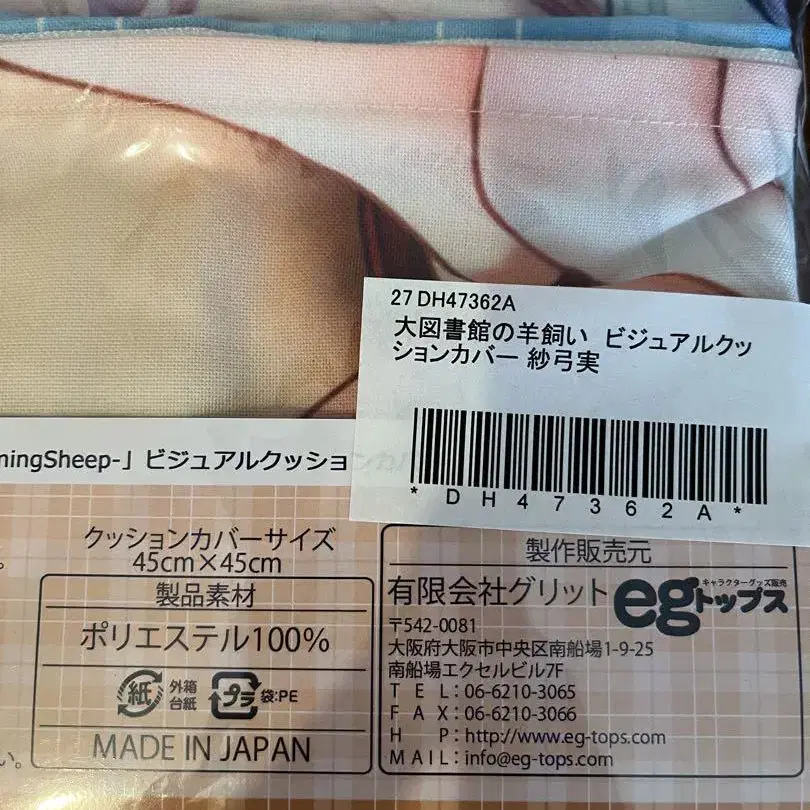 27 DH47362A
大図書館の羊飼い ビジュアルクッ
ションカバー 紗弓実
*DH47362A*
ningSheep-」ビジュアルクッショ
クッションカバーサイズ
45cm×45cm
製品素材
ポリエステル100%
紙 外箱
台紙
プラ 袋:PE
MADE IN JAPAN
製作販売元
有限会社グリット
キャラクターグッズ販売
egトップス
〒542-0081
大阪府大阪市中央区南船場1-9-25
南船場エクセルビル7F
TEL:06-6210-3065
FAX:06-6210-3066
HP:http://www.eg-tops.com
MAIL:info@eg-tops.com
。
い。